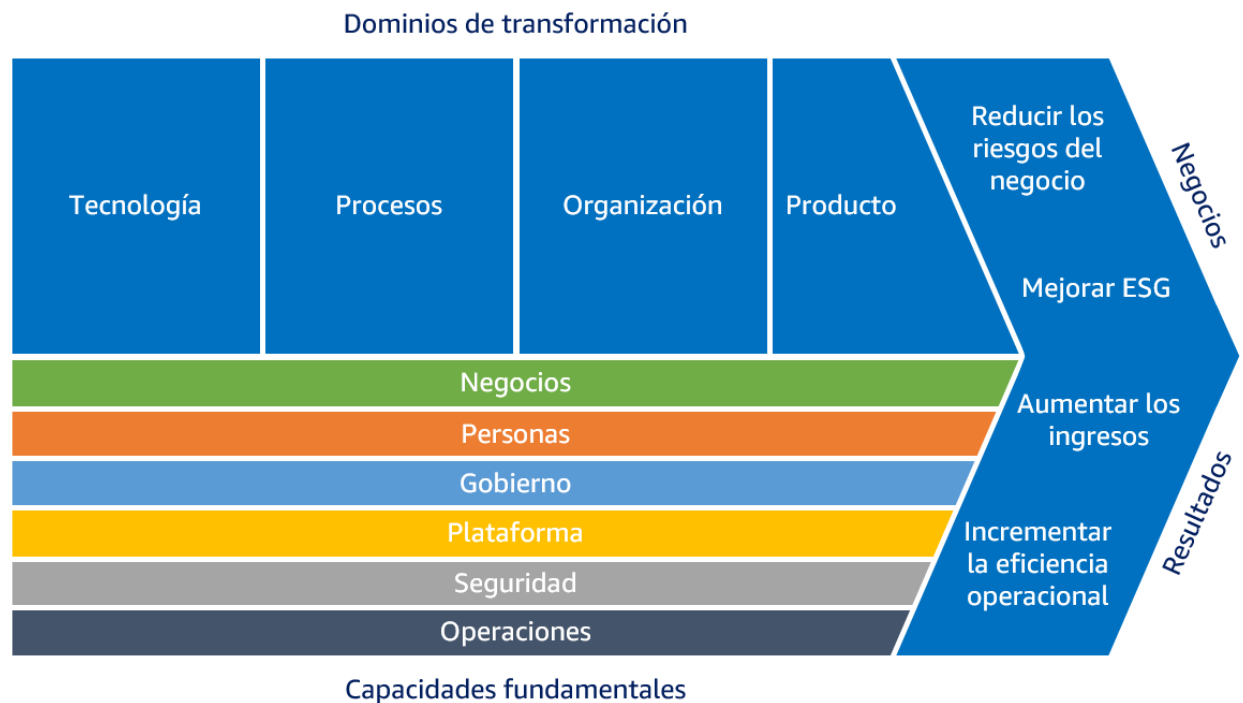 Dominios de transformación
Tecnología
Procesos
Organización
Producto
Reducir los
riesgos del
negocio
Mejorar ESG
Aumentar los
ingresos
Incrementar
la eficiencia
operacional
Negocios
Resultados
Negocios
Personas
Gobierno
Plataforma
Seguridad
Operaciones
Capacidades fundamentales